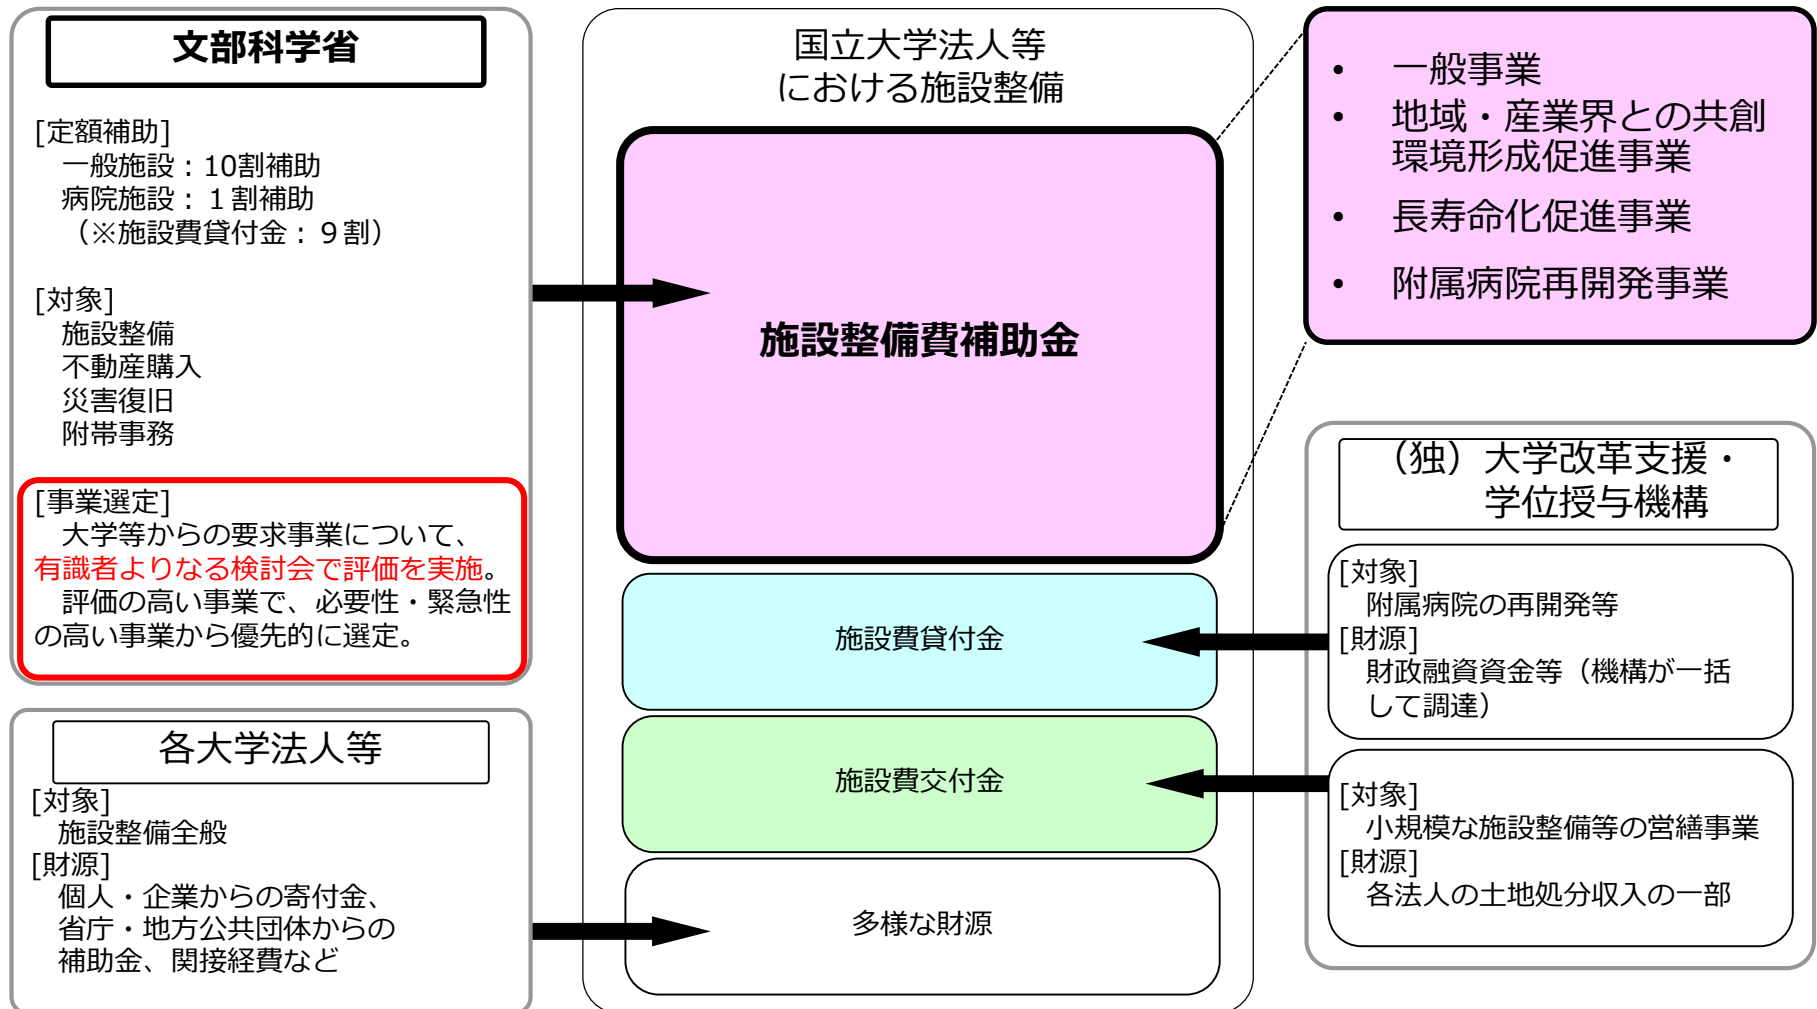 文部科学省
[定額補助]
一般施設：10割補助
病院施設：１割補助
（※施設費貸付金：９割）
[対象]
施設整備
不動産購入
災害復旧
附帯事務
[事業選定]
大学等からの要求事業について、
有識者よりなる検討会で評価を実施。
評価の高い事業で、必要性・緊急性
の高い事業から優先的に選定。
各大学法人等
[対象]
施設整備全般
[財源]
個人・企業からの寄付金、
省庁・地方公共団体からの
補助金、関接経費など
国立大学法人等
における施設整備
施設整備費補助金
施設費貸付金
施設費交付金
多様な財源
• 一般事業
• 地域・産業界との共創
環境形成促進事業
• 長寿命化促進事業
• 附属病院再開発事業
（独）大学改革支援・
学位授与機構
[対象]
附属病院の再開発等
[財源]
財政融資資金等（機構が一括
して調達）
[対象]
小規模な施設整備等の営繕事業
[財源]
各法人の土地処分収入の一部